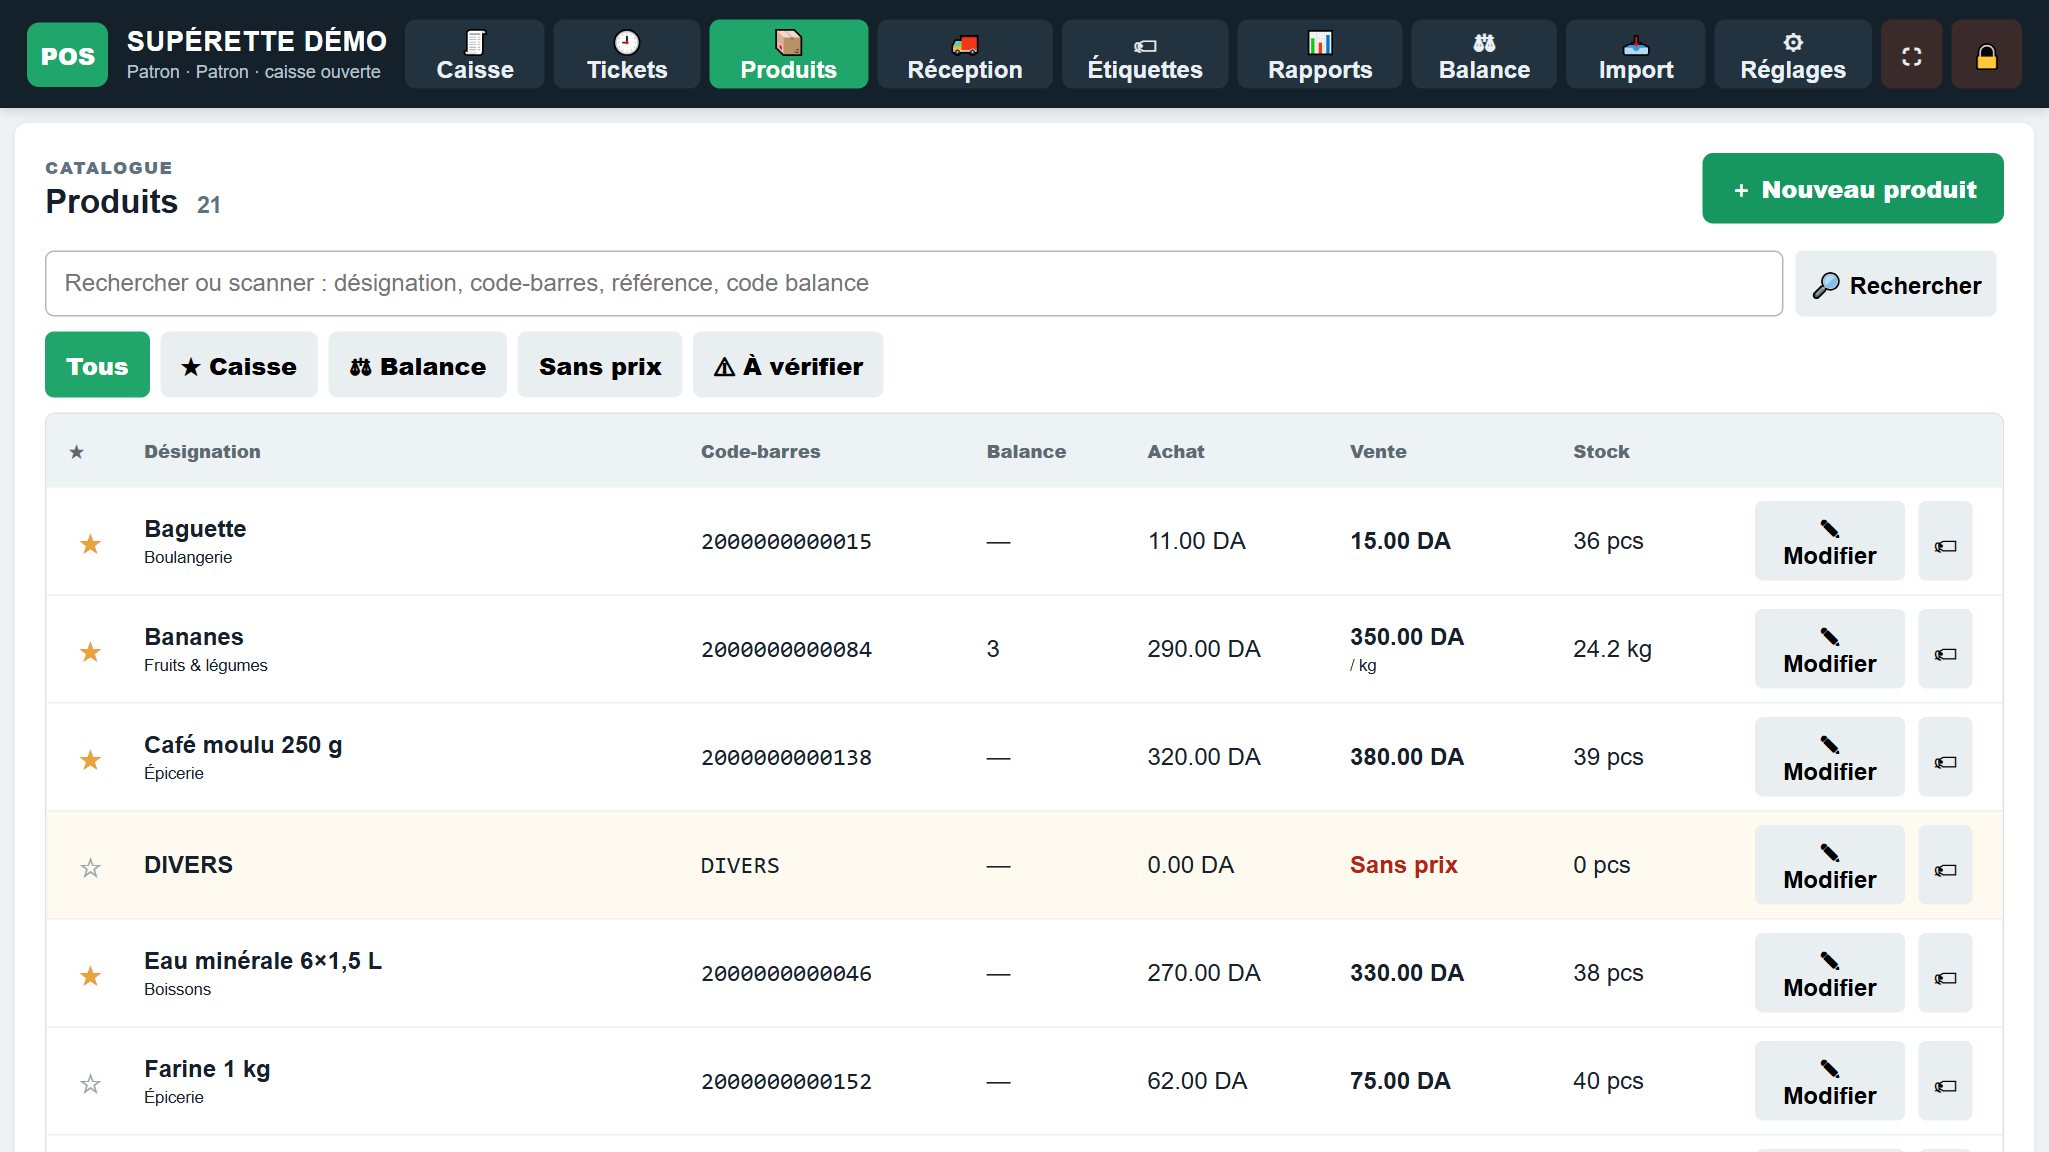 POS
SUPÉRETTE DÉMO
Patron · Patron · caisse ouverte
Caisse
Tickets
Produits
Réception
Étiquettes
Rapports
Balance
Import
Réglages
CATALOGUE
Produits 21
+ Nouveau produit
Rechercher ou scanner : désignation, code-barres, référence, code balance
Rechercher
Tous
★ Caisse
Balance
Sans prix
⚠ À vérifier
★ Désignation Code-barres Balance Achat Vente Stock
Baguette
Boulangerie
2000000000015 — 11.00 DA 15.00 DA 36 pcs
Modifier
Bananes
Fruits & légumes
2000000000084 3 290.00 DA 350.00 DA
/ kg
24.2 kg
Modifier
Café moulu 250 g
Épicerie
2000000000138 — 320.00 DA 380.00 DA 39 pcs
Modifier
DIVERS DIVERS — 0.00 DA Sans prix 0 pcs
Modifier
Eau minérale 6×1,5 L
Boissons
2000000000046 — 270.00 DA 330.00 DA 38 pcs
Modifier
Farine 1 kg
Épicerie
2000000000152 — 62.00 DA 75.00 DA 40 pcs
Modifier